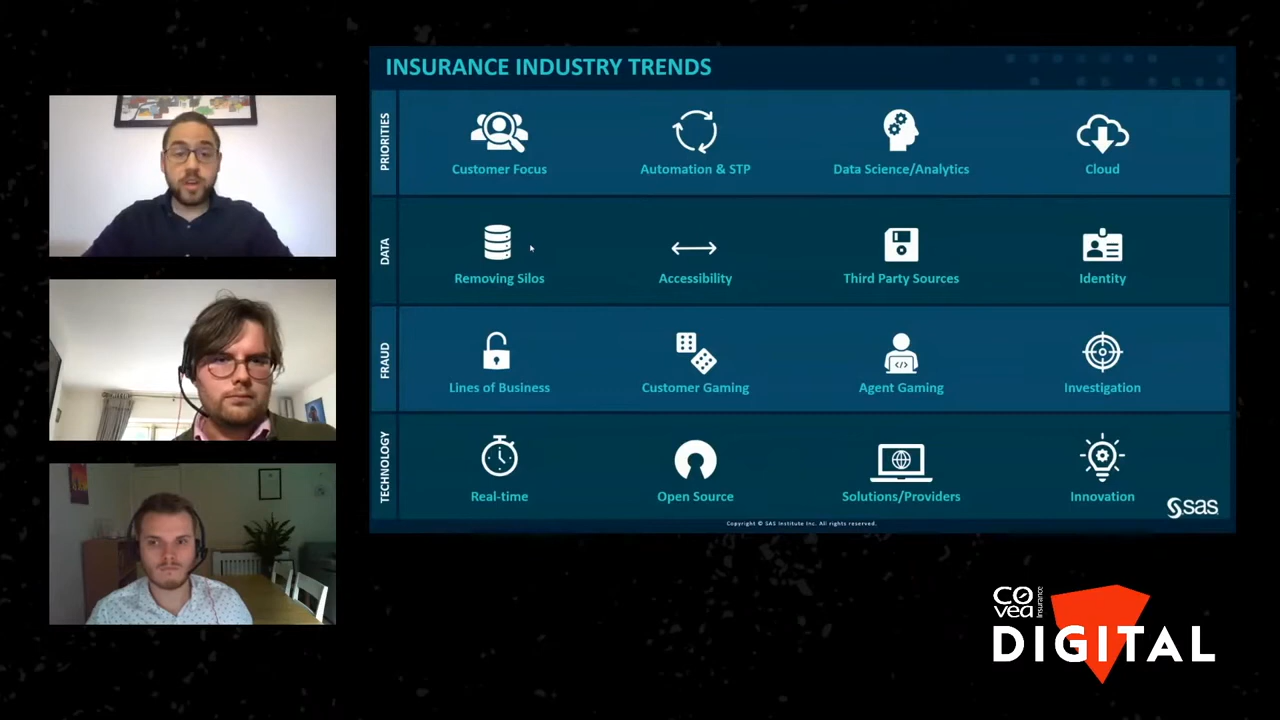 INSURANCE INDUSTRY TRENDS
PRIORITIES
Customer Focus
Automation & STP
Data Science/Analytics
Cloud
DATA
Removing Silos
Accessibility
Third Party Sources
Identity
FRAUD
Lines of Business
Customer Gaming
Agent Gaming
Investigation
TECHNOLOGY
Real-time
Open Source
Solutions/Providers
Innovation
sas
Copyright © SAS Institute Inc. All rights reserved.
covéa
Insurance
DIGITAL